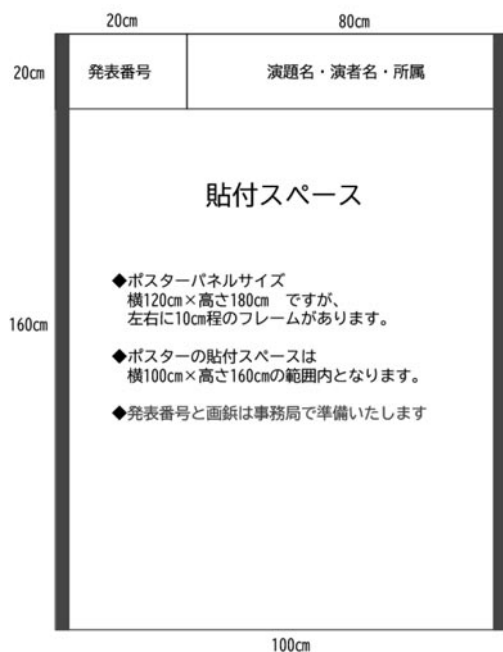 20cm
80cm
20cm
発表番号
演題名・演者名・所属
貼付スペース
◆ポスターパネルサイズ
横120cm×高さ180cm ですが、
左右に10cm程のフレームがあります。
160cm
◆ポスターの貼付スペースは
横100cm×高さ160cmの範囲内となります。
◆発表番号と画鋲は事務局で準備いたします
100cm